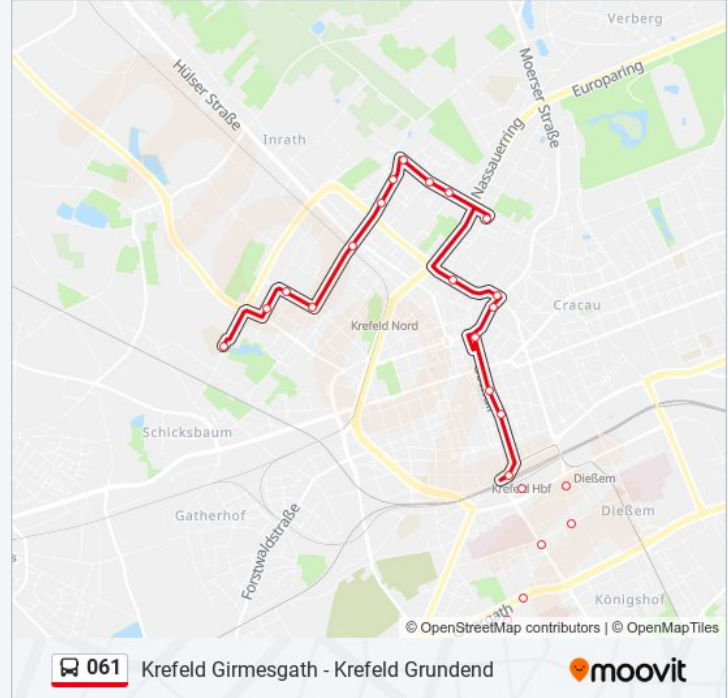 Verberg
Moerser Straße
Hülser Straße
Europaring
Inrath
Nassauerring
Cracau
Krefeld Nord
Schicksbaum
Krefeld Hbf
Dießem
Gatherhof
Dießem
Forstwaldstraße
Königshof
© OpenStreetMap contributors | © OpenMapTiles
061 Krefeld Girmesgath - Krefeld Grundend
moovit